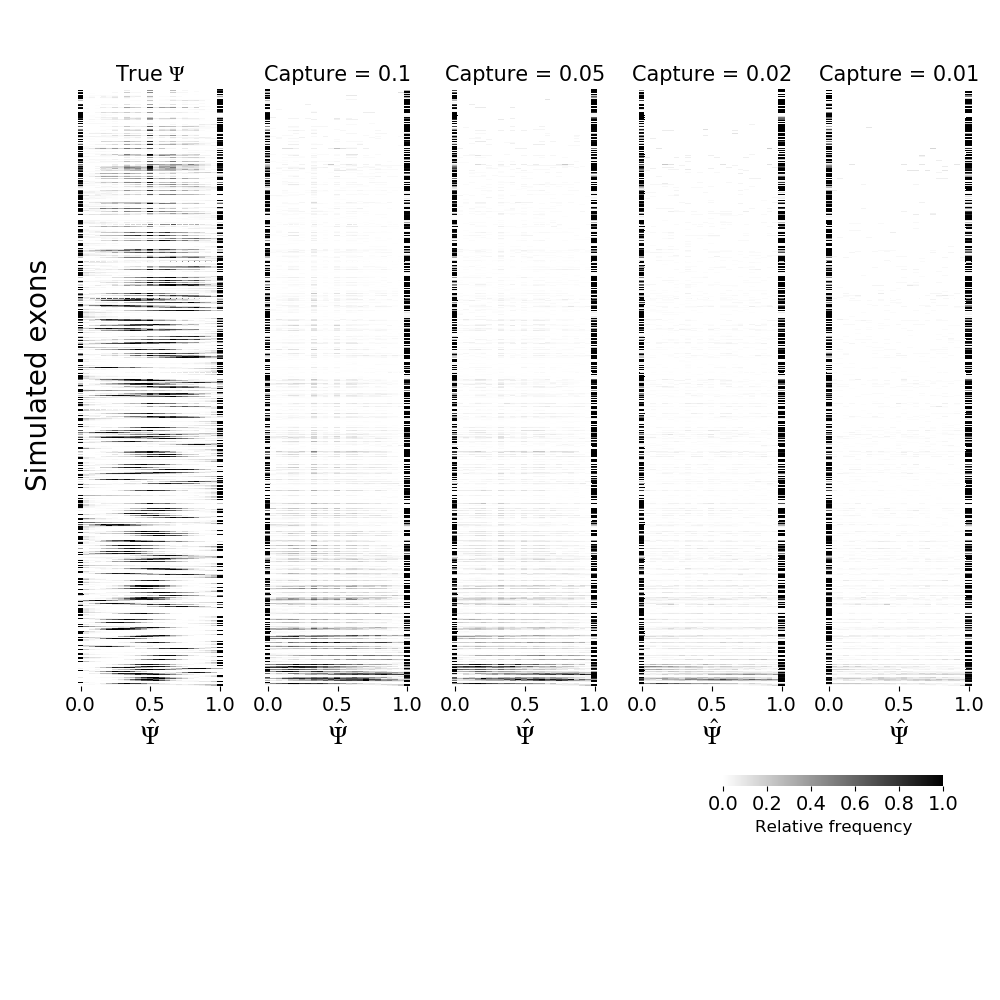 True Ψ
Capture = 0.1
Capture = 0.05
Capture = 0.02
Capture = 0.01
Simulated exons
0.0 0.5 1.0
0.0 0.5 1.0
0.0 0.5 1.0
0.0 0.5 1.0
0.0 0.5 1.0
Ψ̂
Ψ̂
Ψ̂
Ψ̂
Ψ̂
0.0 0.2 0.4 0.6 0.8 1.0
Relative frequency